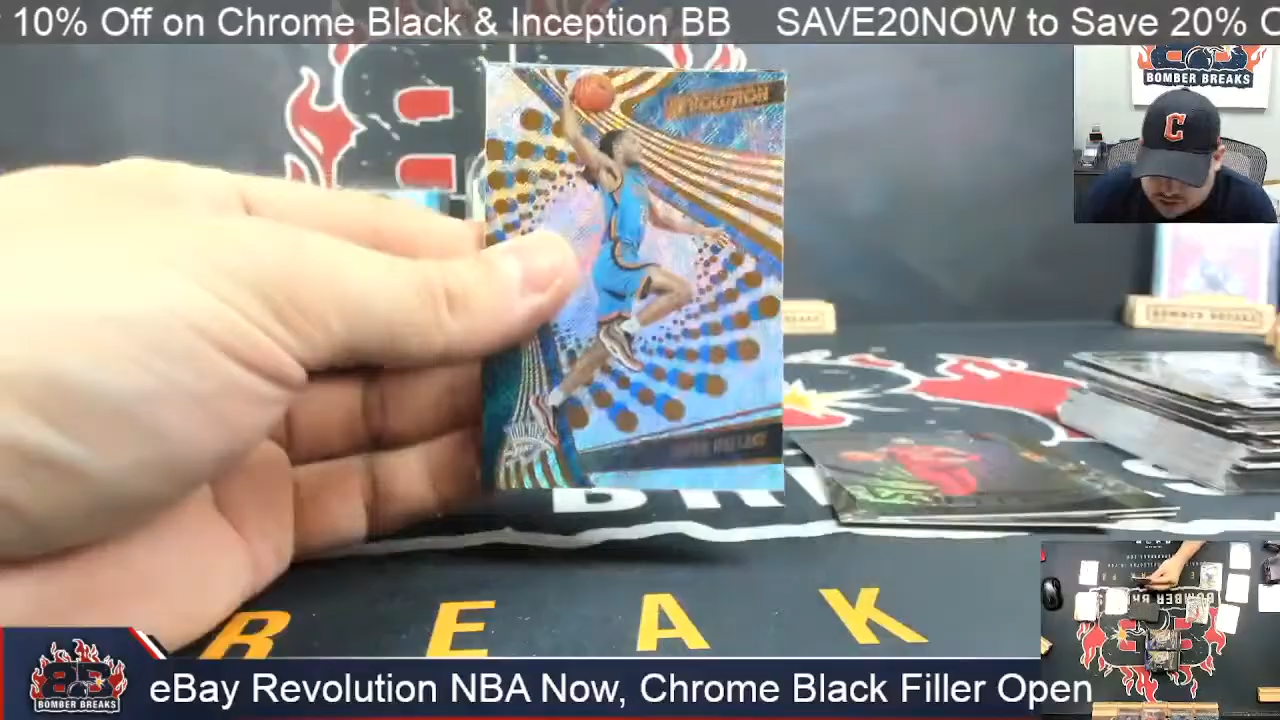 10% Off on Chrome Black & Inception BB SAVE20NOW to Save 20% O
BOMBER BREAKS
C
REVOLUTION
THUNDER
BOMBER BREAKS
B R E A K
BOMBER BREAKS
eBay Revolution NBA Now, Chrome Black Filler Open